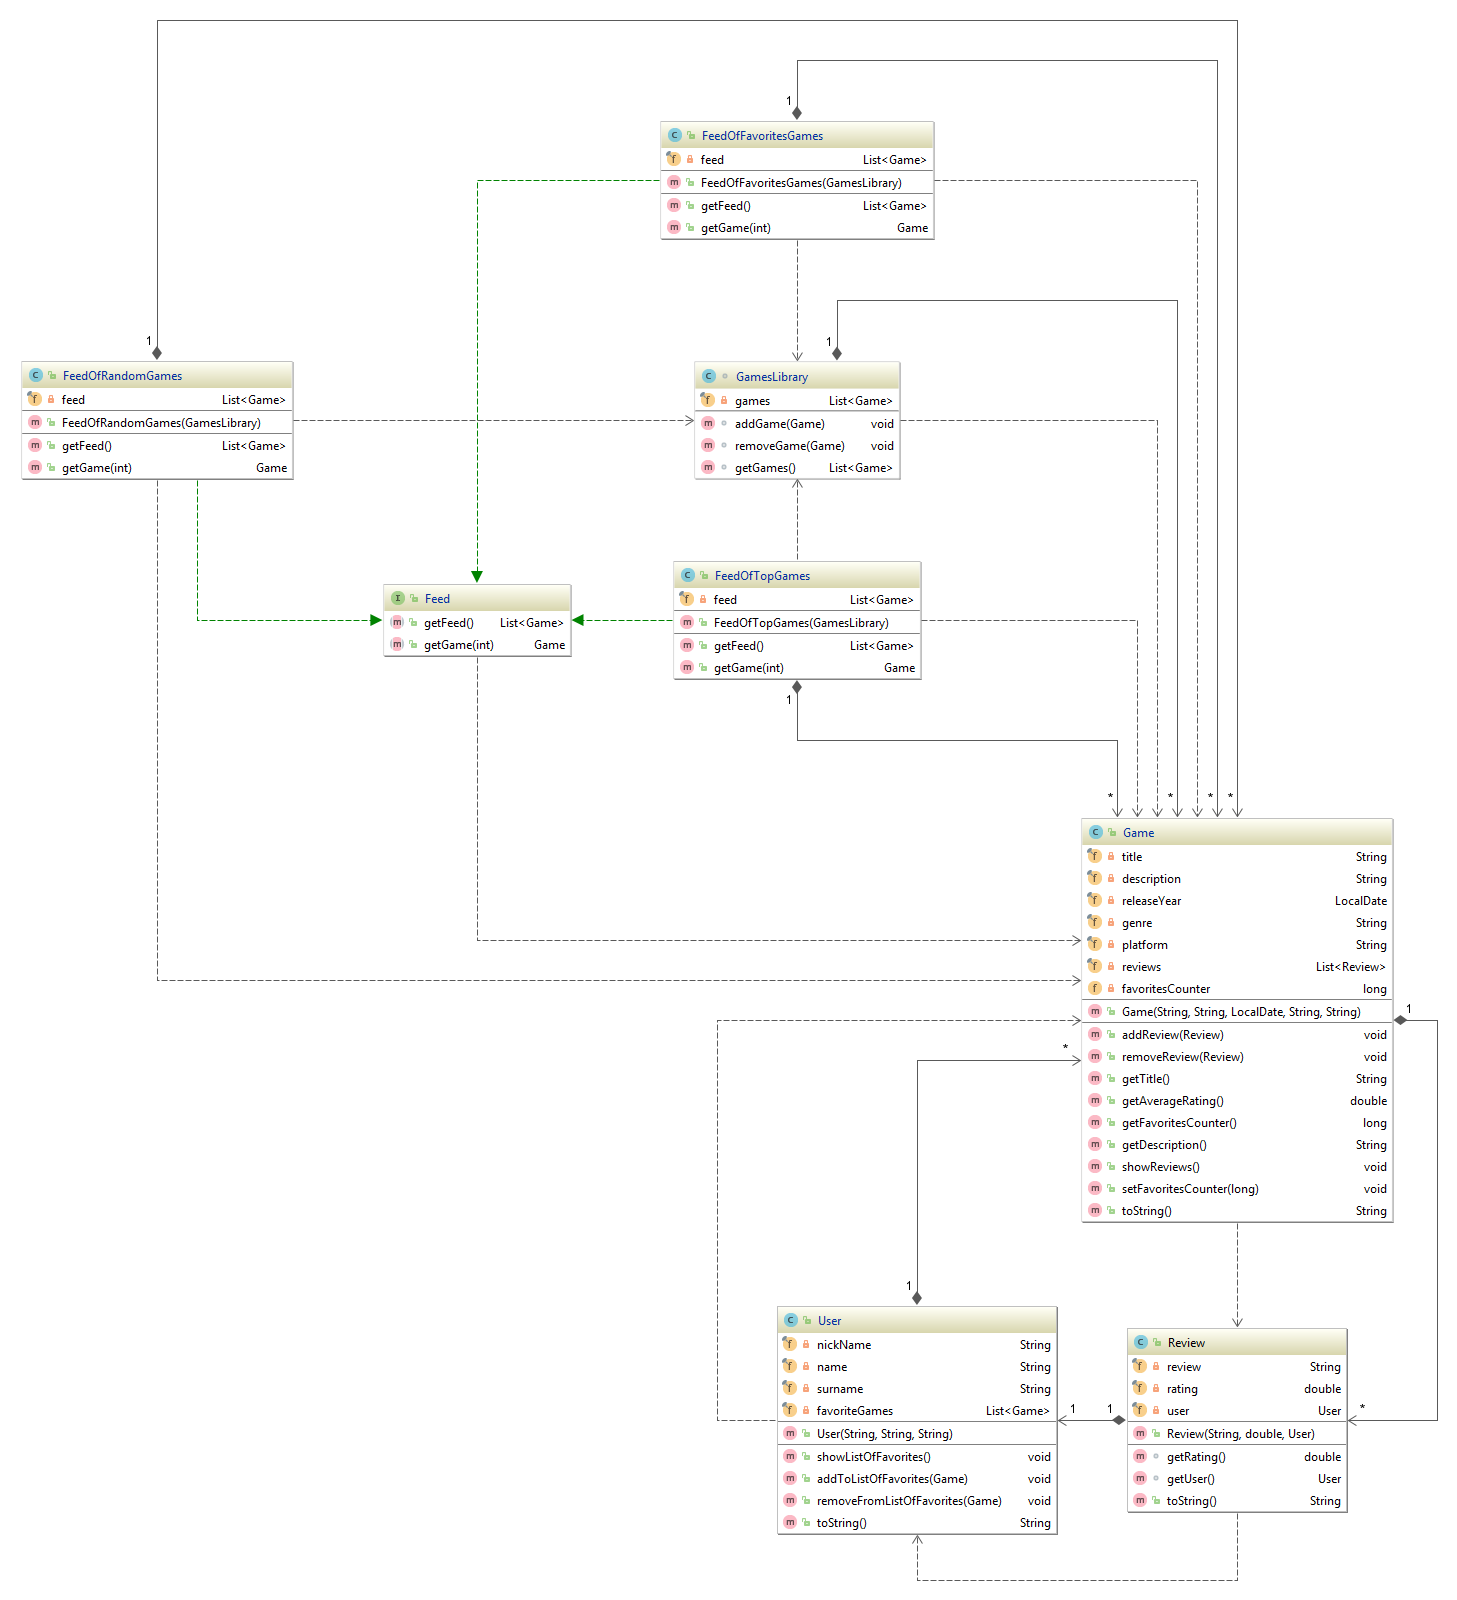 1
FeedOfFavoritesGames
feed List<Game>
FeedOfFavoritesGames(GamesLibrary)
getFeed() List<Game>
getGame(int) Game
1
FeedOfRandomGames
feed List<Game>
FeedOfRandomGames(GamesLibrary)
getFeed() List<Game>
getGame(int) Game
1
GamesLibrary
games List<Game>
addGame(Game) void
removeGame(Game) void
getGames() List<Game>
Feed
getFeed() List<Game>
getGame(int) Game
FeedOfTopGames
feed List<Game>
FeedOfTopGames(GamesLibrary)
getFeed() List<Game>
getGame(int) Game
1
* * * *
Game
title String
description String
releaseYear LocalDate
genre String
platform String
reviews List<Review>
favoritesCounter long
Game(String, String, LocalDate, String, String)
addReview(Review) void
removeReview(Review) void
getTitle() String
getAverageRating() double
getFavoritesCounter() long
getDescription() String
showReviews() void
setFavoritesCounter(long) void
toString() String
1
*
1
User
nickName String
name String
surname String
favoriteGames List<Game>
User(String, String, String)
showListOfFavorites() void
addToListOfFavorites(Game) void
removeFromListOfFavorites(Game) void
toString() String
1 1
Review
review String
rating double
user User
Review(String, double, User)
getRating() double
getUser() User
toString() String
*